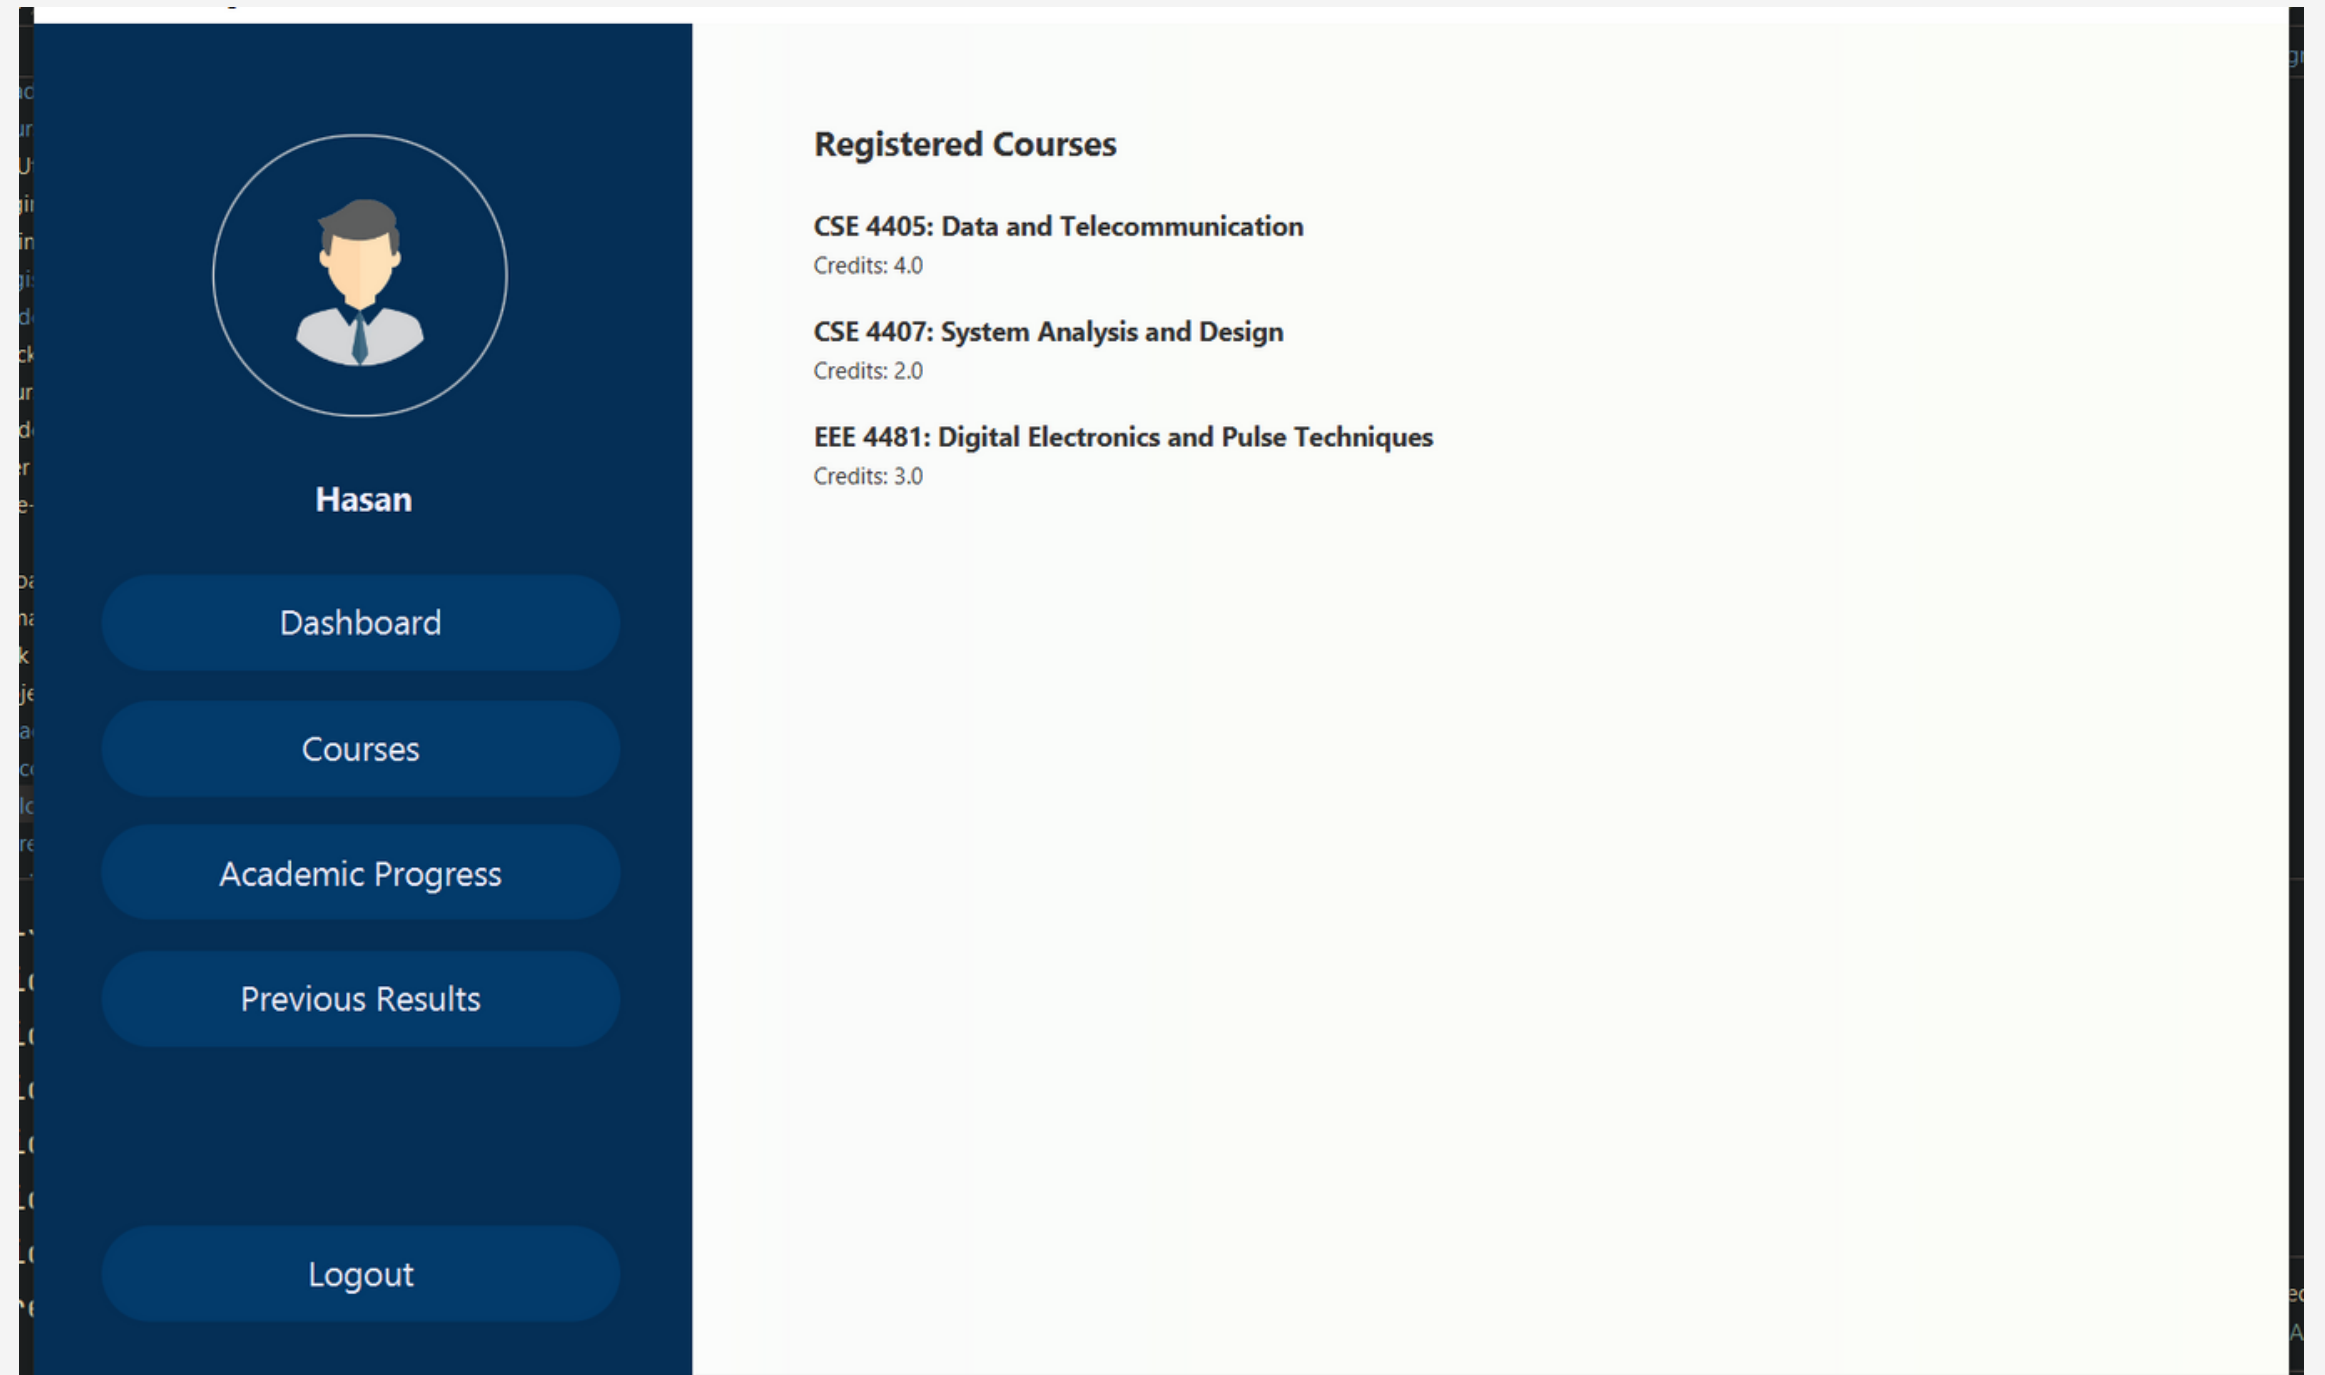 Hasan
Dashboard
Courses
Academic Progress
Previous Results
Logout
Registered Courses
CSE 4405: Data and Telecommunication
Credits: 4.0
CSE 4407: System Analysis and Design
Credits: 2.0
EEE 4481: Digital Electronics and Pulse Techniques
Credits: 3.0